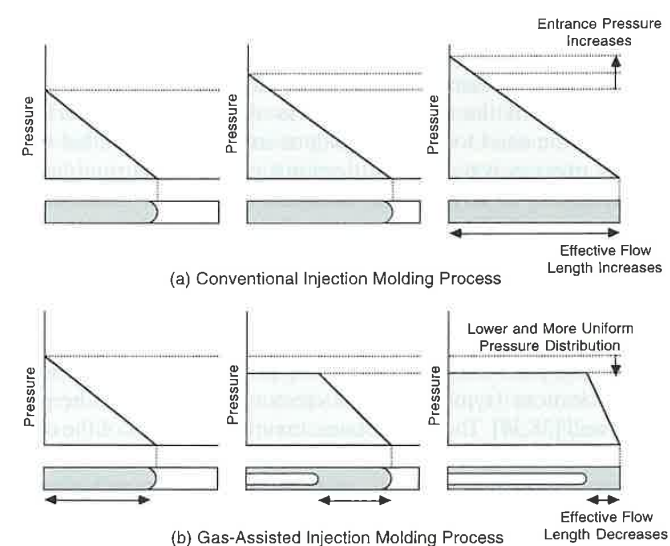 Entrance Pressure
Increases
Pressure
Pressure
Pressure
Effective Flow
Length Increases
(a) Conventional Injection Molding Process
Lower and More Uniform
Pressure Distribution
Pressure
Pressure
Pressure
Effective Flow
Length Decreases
(b) Gas-Assisted Injection Molding Process